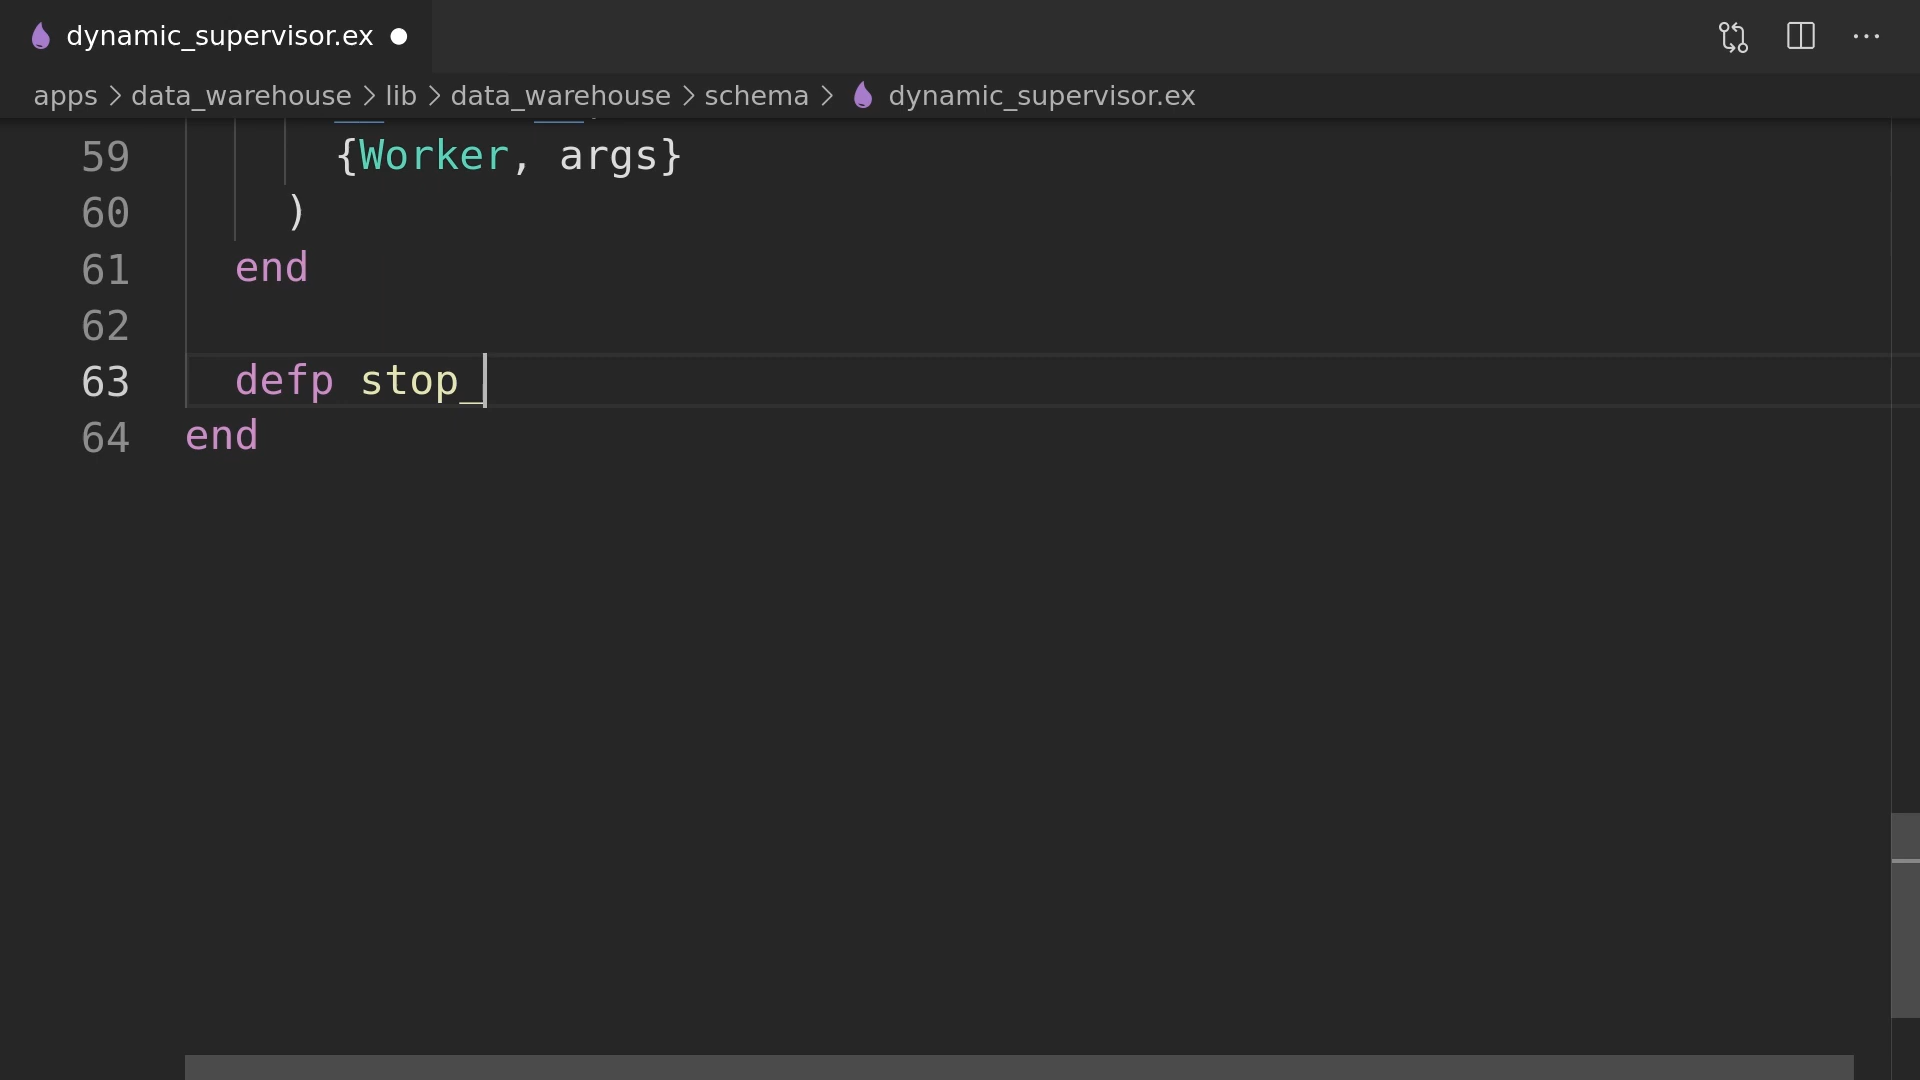 dynamic_supervisor.ex
apps > data_warehouse > lib > data_warehouse > schema > dynamic_supervisor.ex
59 {Worker, args}
60 )
61 end
62
63 defp stop_
64 end